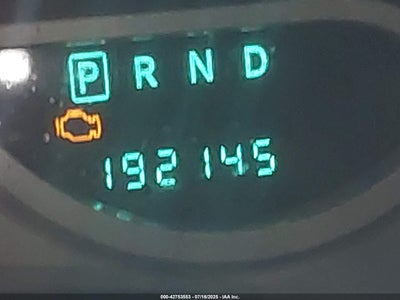 P R N D
192145
000-42753553 - 07/16/2025 - IAA Inc.